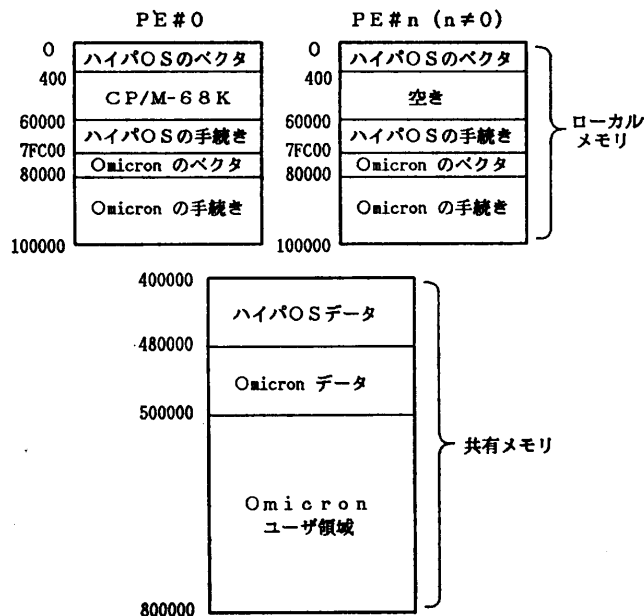 PE#0
PE#n (n≠0)
0
ハイパOSのベクタ
400
CP/M-68K
60000
ハイパOSの手続き
7FC00
Omicron のベクタ
80000
Omicron の手続き
100000
0
ハイパOSのベクタ
400
空き
60000
ハイパOSの手続き
7FC00
Omicron のベクタ
80000
Omicron の手続き
100000
ローカル
メモリ
400000
ハイパOSデータ
480000
Omicron データ
500000
Omicron
ユーザ領域
800000
共有メモリ